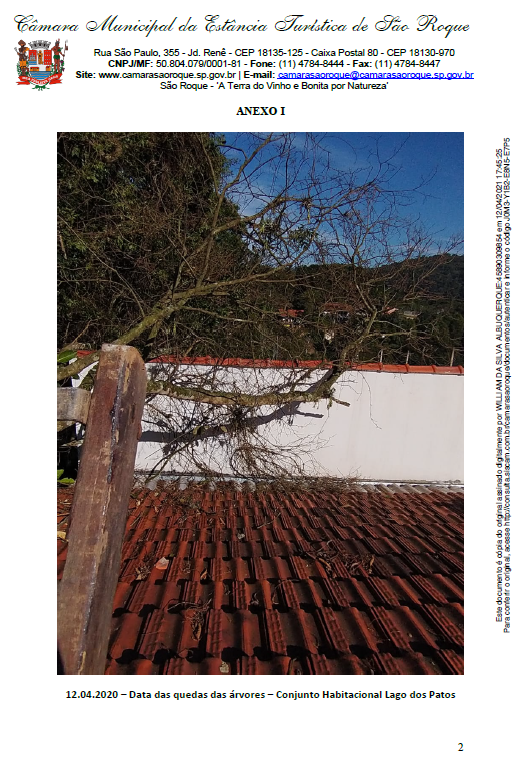 Câmara Municipal da Estância Turística de São Roque
Rua São Paulo, 355 - Jd. Renê - CEP 18135-125 - Caixa Postal 80 - CEP 18130-970
CNPJ/MF: 50.804.079/0001-81 - Fone: (11) 4784-8444 - Fax: (11) 4784-8447
Site: www.camarasaoroque.sp.gov.br | E-mail: camarasaoroque@camarasaoroque.sp.gov.br
São Roque - 'A Terra do Vinho e Bonita por Natureza'
ANEXO I
12.04.2020 – Data das quedas das árvores – Conjunto Habitacional Lago dos Patos
2
Este documento é cópia do original assinado digitalmente por WILLIAM DA SILVA ALBUQUERQUE:45890309854 em 12/04/2021 17:45:25
Para conferir o original, acesse http://consulta.siscam.com.br/camarasaoroque/documentos/autenticar e informe o código J0M3-Y1B2-E8N5-E7P5